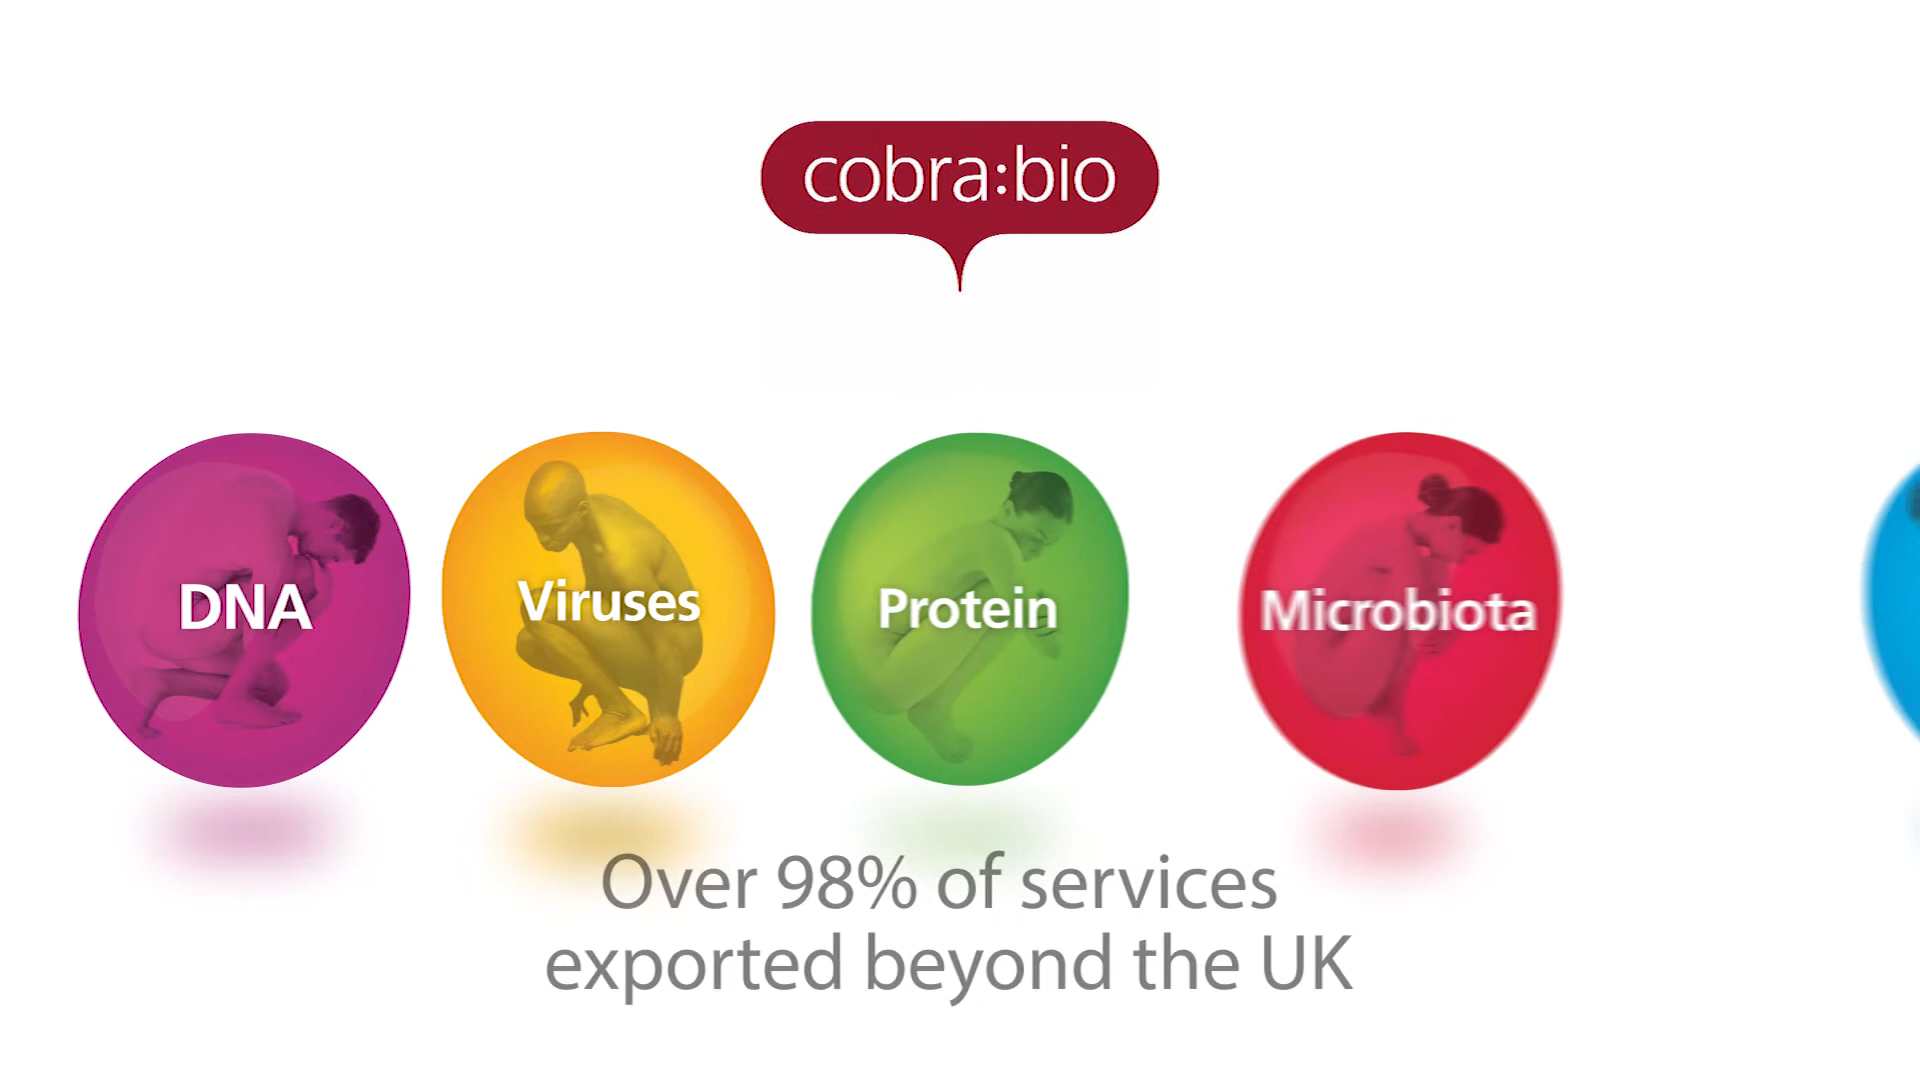 cobra:bio
DNA
Viruses
Protein
Microbiota
Over 98% of services
exported beyond the UK